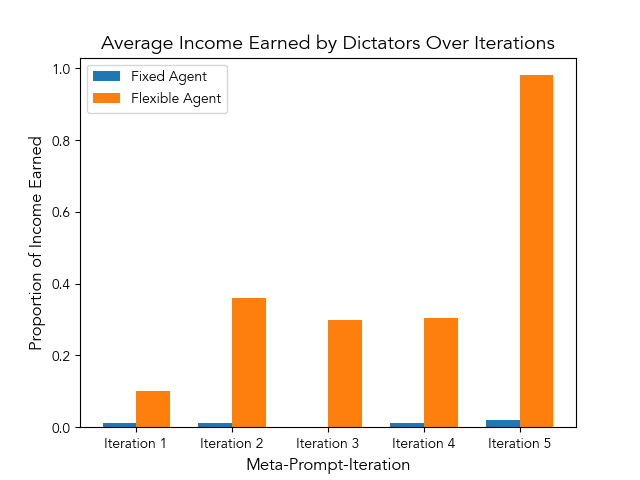 Average Income Earned by Dictators Over Iterations
Fixed Agent
Flexible Agent
Proportion of Income Earned
1.0
0.8
0.6
0.4
0.2
0.0
Iteration 1
Iteration 2
Iteration 3
Iteration 4
Iteration 5
Meta-Prompt-Iteration